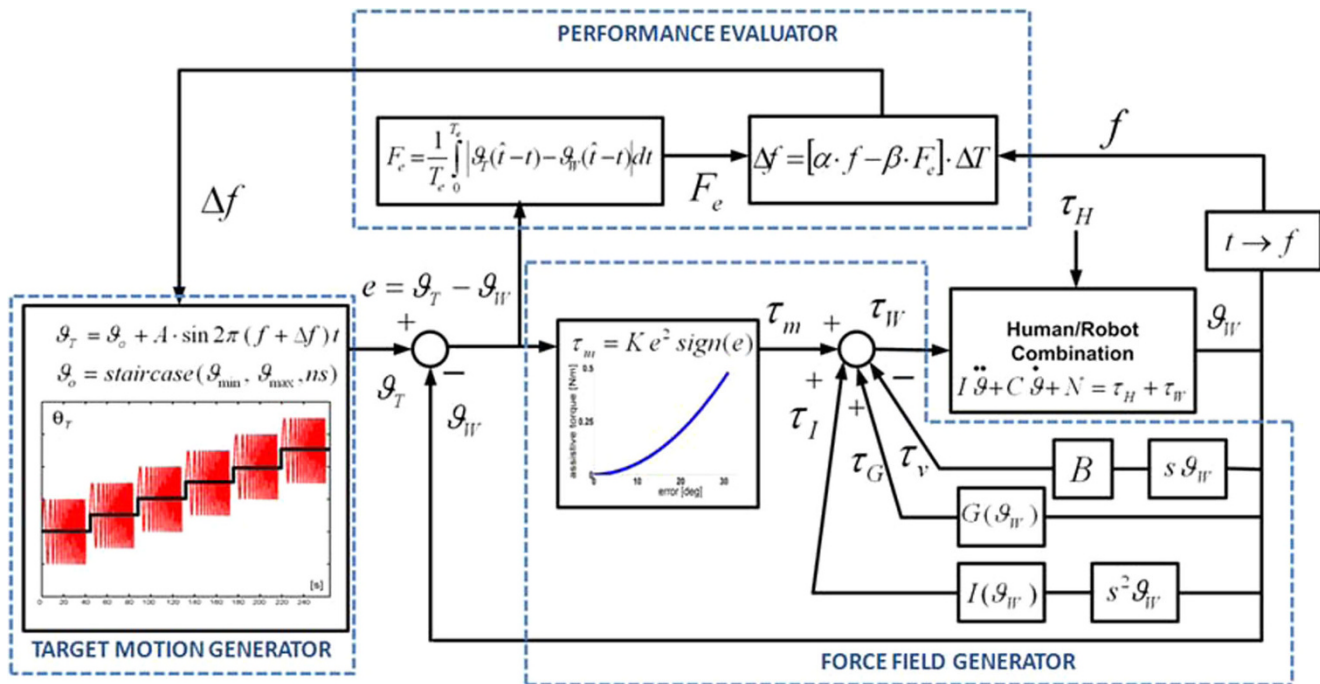 PERFORMANCE EVALUATOR
F_e = 1/T_e ∫_0^{T_e} |ϑ_T(t̂−t)−ϑ_W(t̂−t)|dt
Δf = [α· f−β·F_e]·ΔT
f
F_e
Δf
τ_H
t → f
e = ϑ_T − ϑ_W
ϑ_T = ϑ_o + A·sin 2π(f + Δf)t
ϑ_o = staircase(ϑ_min, ϑ_max, ns)
θ_T
[s]
0 20 40 60 80 100 120 140 160 180 200 220 240
TARGET MOTION GENERATOR
+
−
ϑ_T
ϑ_W
τ_m = K e² sign(e)
assistive torque [Nm]
0.5
0.25
0
0 10 20 30
error [deg]
τ_m
+
τ_W
+
+
−
τ_I
τ_G
τ_v
Human/Robot
Combination
I ϑ̈ + C ϑ̇ + N = τ_H + τ_W
ϑ_W
B
sϑ_W
G(ϑ_W)
I(ϑ_W)
s²ϑ_W
FORCE FIELD GENERATOR